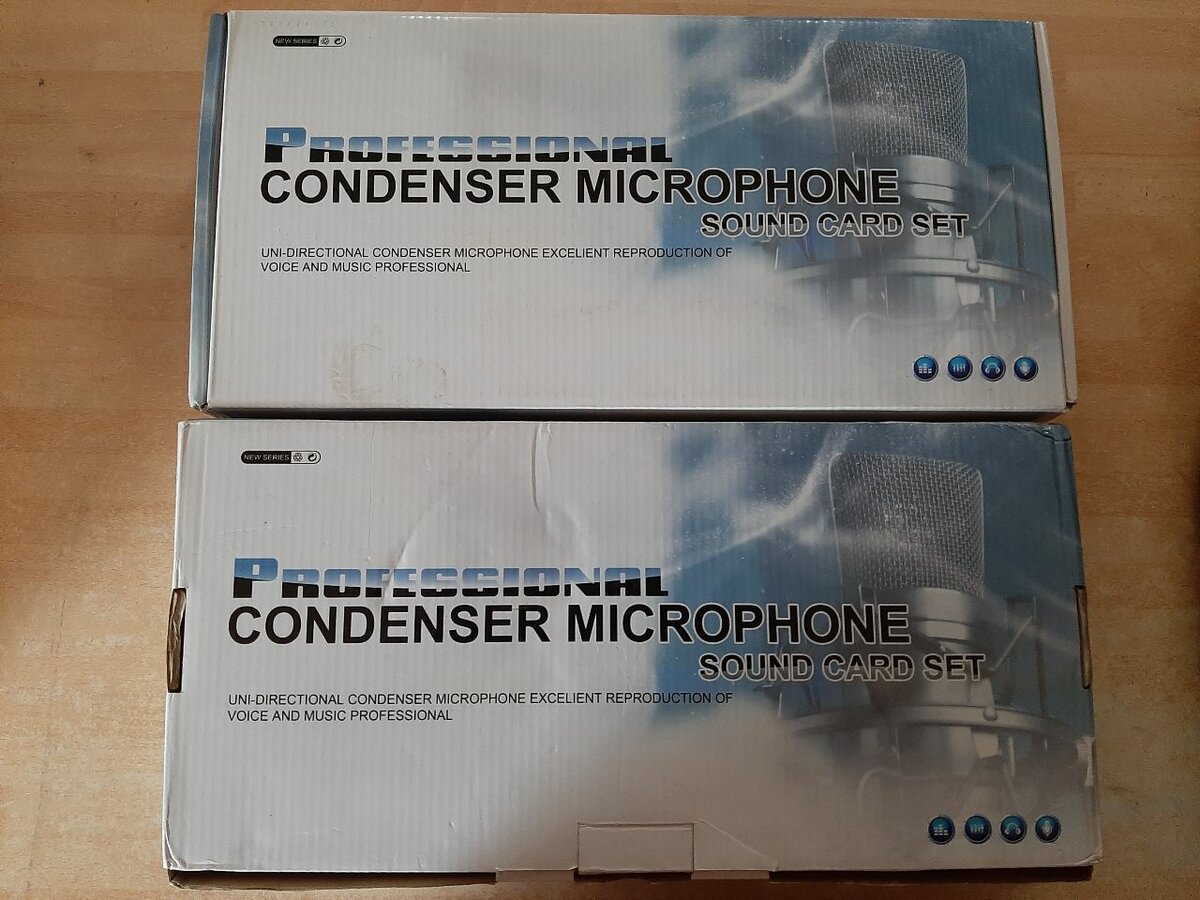 NEW SERIES
PROFESSIONAL
CONDENSER MICROPHONE
SOUND CARD SET
UNI-DIRECTIONAL CONDENSER MICROPHONE EXCELIENT REPRODUCTION OF
VOICE AND MUSIC PROFESSIONAL
NEW SERIES
PROFESSIONAL
CONDENSER MICROPHONE
SOUND CARD SET
UNI-DIRECTIONAL CONDENSER MICROPHONE EXCELIENT REPRODUCTION OF
VOICE AND MUSIC PROFESSIONAL